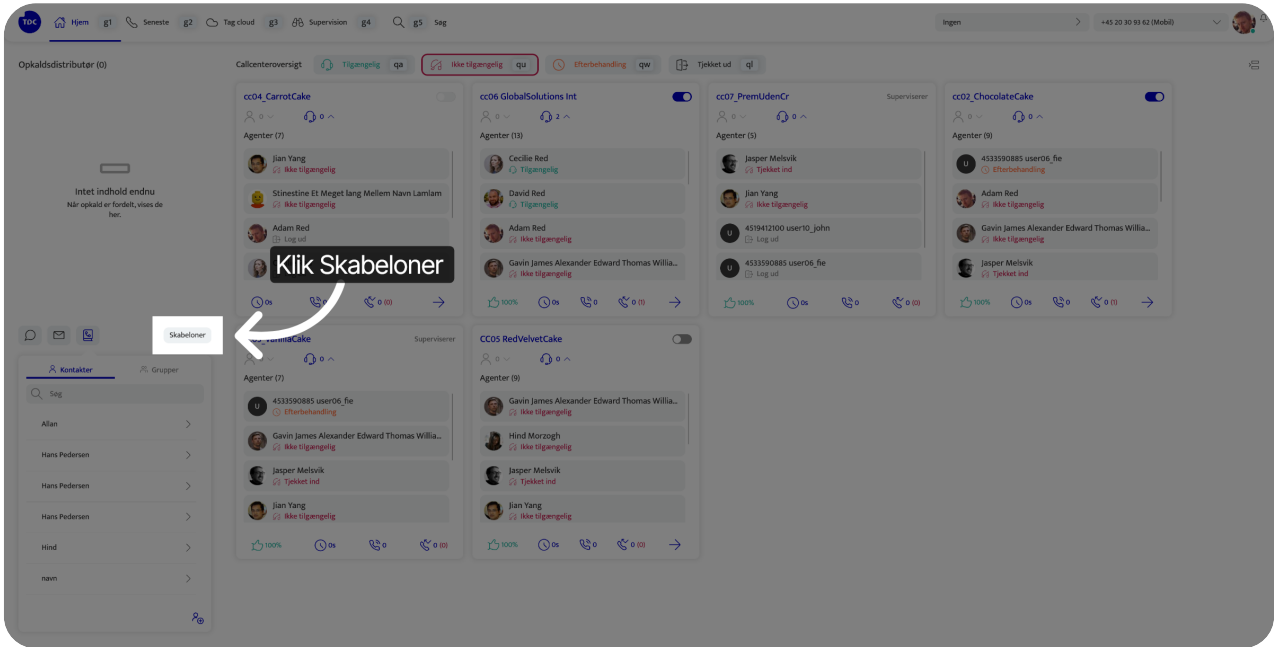 TDC Hjem g1 Seneste g2 Tag cloud g3 Supervision g4 g5 Søg Ingen +45 20 30 93 62 (Mobil)
Opkaldsdistributør (0)
Callcenteroversigt Tilgængelig qa Ikke tilgængelig qu Efterbehandling qw Tjekket ud ql
Intet indhold endnu
Når opkald er fordelt, vises de
her.
cc04_CarrotCake
0 0
Agenter (7)
Jian Yang
Ikke tilgængelig
Stinestine Et Meget lang Mellem Navn Lamlam
Ikke tilgængelig
Adam Red
Log ud
0s 0 0 (0)
cc06 GlobalSolutions Int
0 2
Agenter (13)
Cecilie Red
Tilgængelig
David Red
Tilgængelig
Adam Red
Ikke tilgængelig
Gavin James Alexander Edward Thomas Willia...
Ikke tilgængelig
100% 0s 0 0 (1)
cc07_PremUdenCr Superviserer
0 0
Agenter (5)
Jasper Melsvik
Tjekket ind
Jian Yang
Ikke tilgængelig
U 4519412100 user10_john
Log ud
U 4533590885 user06_fie
Log ud
100% 0s 0 0 (0)
cc02_ChocolateCake
0 0
Agenter (9)
U 4533590885 user06_fie
Efterbehandling
Adam Red
Ikke tilgængelig
Gavin James Alexander Edward Thomas Willia...
Ikke tilgængelig
Jasper Melsvik
Tjekket ind
100% 0s 0 0 (1)
Klik Skabeloner
Skabeloner
Kontakter Grupper
Søg
Allan
Hans Pedersen
Hans Pedersen
Hans Pedersen
Hind
navn
VanillaCake Superviserer
0 0
Agenter (7)
U 4533590885 user06_fie
Efterbehandling
Gavin James Alexander Edward Thomas Willia...
Ikke tilgængelig
Jasper Melsvik
Tjekket ind
Jian Yang
Ikke tilgængelig
100% 0s 0 0 (0)
CC05 RedVelvetCake
0 0
Agenter (9)
Gavin James Alexander Edward Thomas Willia...
Ikke tilgængelig
Hind Morzogh
Ikke tilgængelig
Jasper Melsvik
Tjekket ind
Jian Yang
Ikke tilgængelig
100% 0s 0 0 (0)